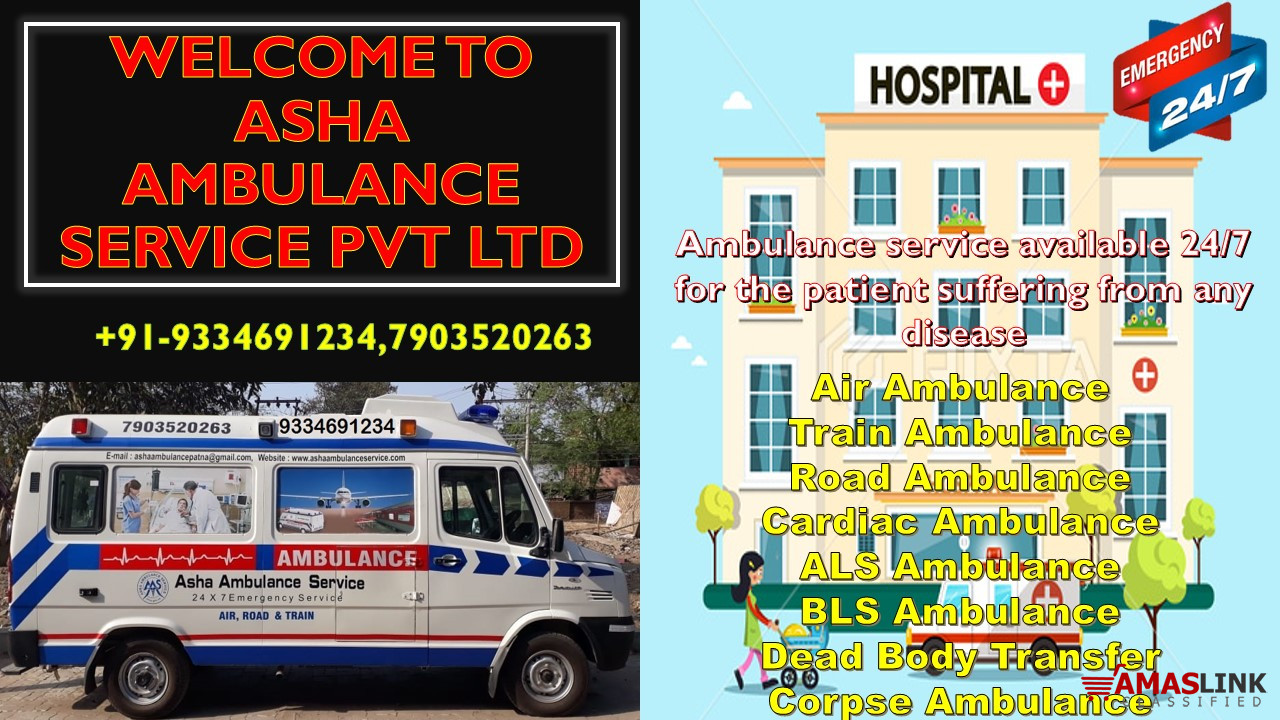 WELCOME TO
ASHA
AMBULANCE
SERVICE PVT LTD
+91-9334691234,7903520263
7903520263
9334691234
E-mail : ashaambulancepatna@gmail.com, Website : www.ashaambulanceservice.com
AMBULANCE
Asha Ambulance Service
24 X 7 Emergency Service
AIR, ROAD & TRAIN
HOSPITAL
EMERGENCY
24/7
Ambulance service available 24/7
for the patient suffering from any
disease
Air Ambulance
Train Ambulance
Road Ambulance
Cardiac Ambulance
ALS Ambulance
BLS Ambulance
Dead Body Transfer
Corpse Ambulance
AMASLINK
CLASSIFIED